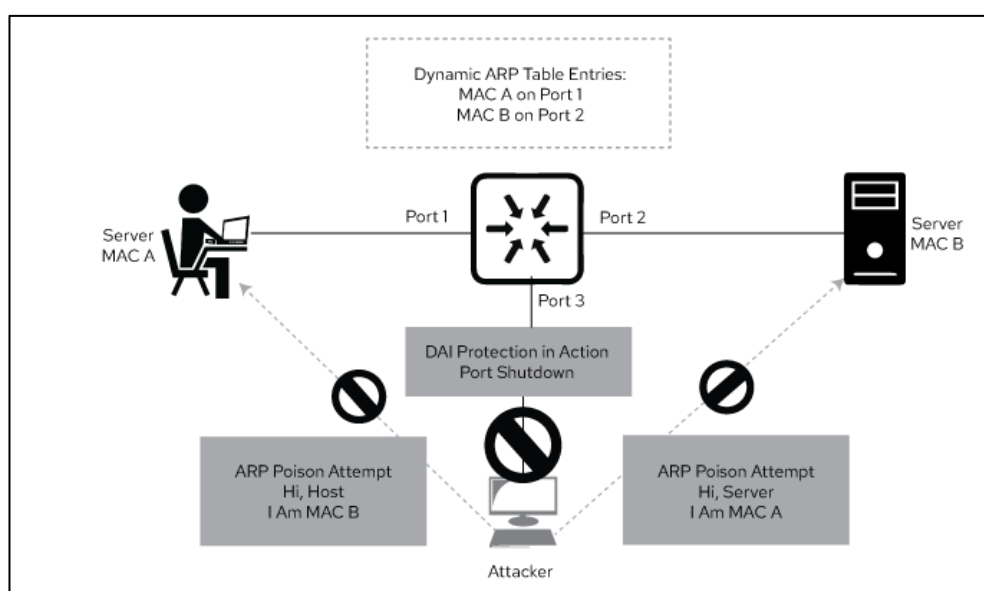 Dynamic ARP Table Entries:
MAC A on Port 1
MAC B on Port 2
Server
MAC A
Port 1
Port 2
Server
MAC B
Port 3
DAI Protection in Action
Port Shutdown
ARP Poison Attempt
Hi, Host
I Am MAC B
ARP Poison Attempt
Hi, Server
I Am MAC A
Attacker